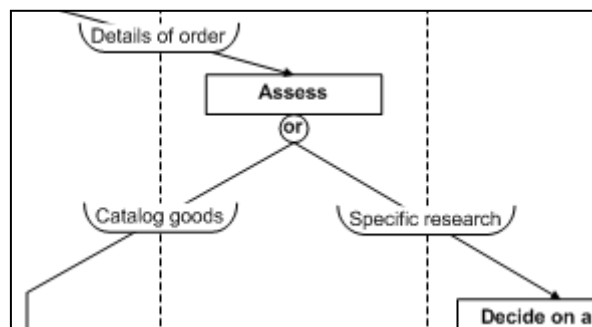 Details of order
Assess
or
Catalog goods
Specific research
Decide on a